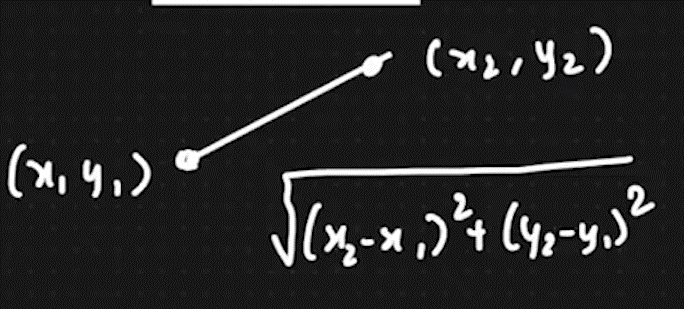 (x₂, y₂)
(x₁ y₁)
√(x₂-x₁)²+(y₂-y₁)²